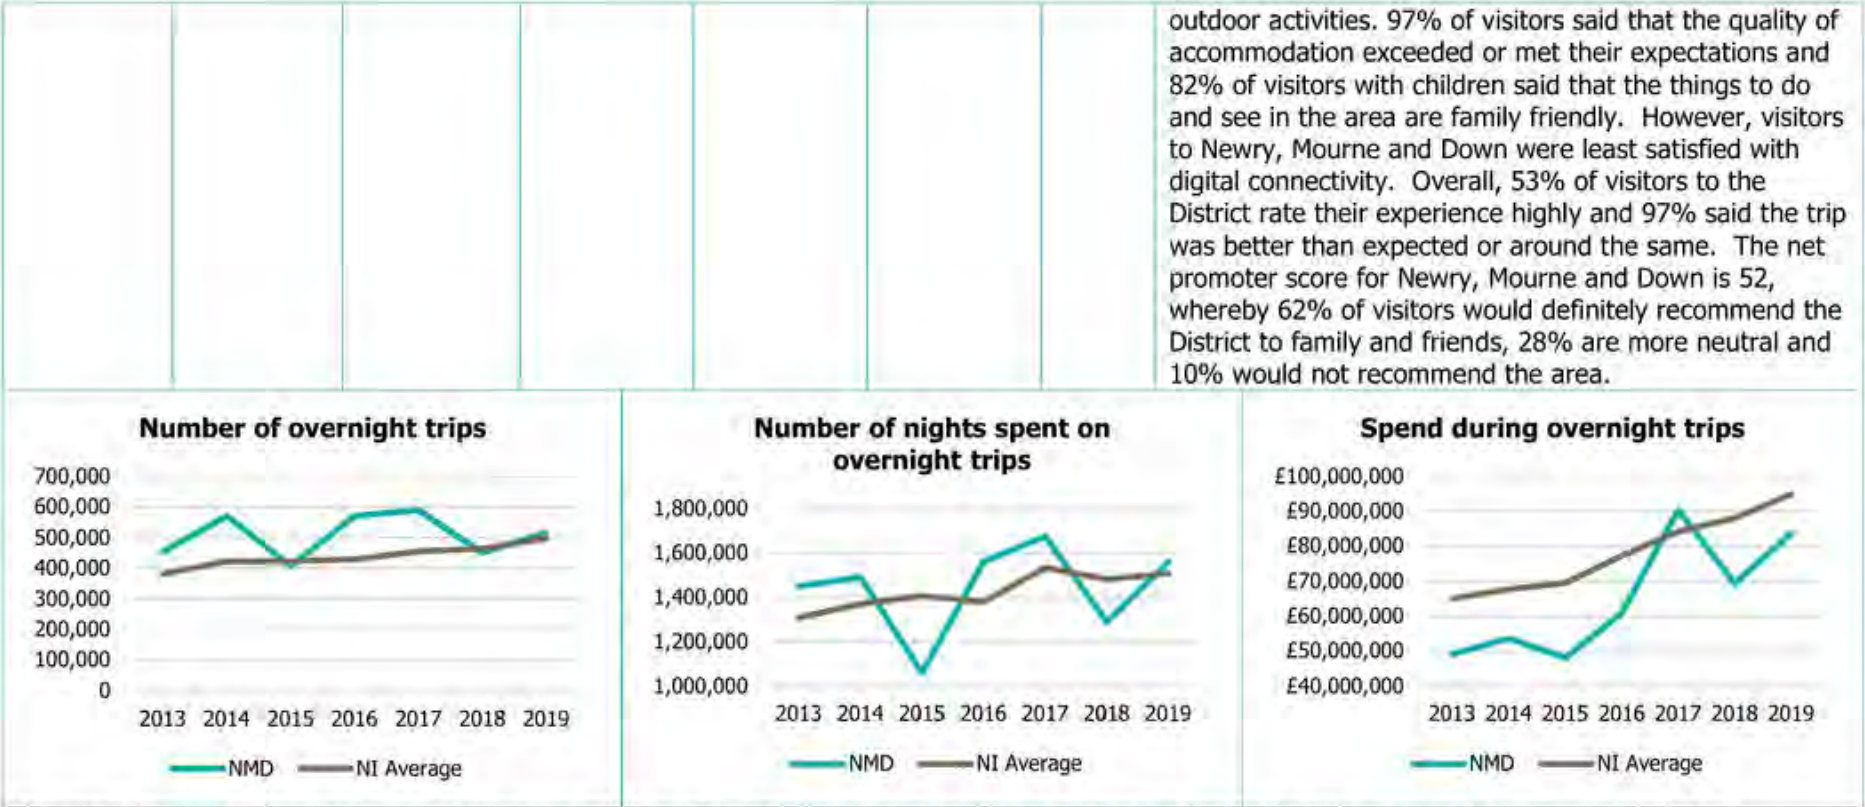 outdoor activities. 97% of visitors said that the quality of
accommodation exceeded or met their expectations and
82% of visitors with children said that the things to do
and see in the area are family friendly.  However, visitors
to Newry, Mourne and Down were least satisfied with
digital connectivity.  Overall, 53% of visitors to the
District rate their experience highly and 97% said the trip
was better than expected or around the same.  The net
promoter score for Newry, Mourne and Down is 52,
whereby 62% of visitors would definitely recommend the
District to family and friends, 28% are more neutral and
10% would not recommend the area.
Number of overnight trips
700,000
600,000
500,000
400,000
300,000
200,000
100,000
0
2013 2014 2015 2016 2017 2018 2019
NMD NI Average
Number of nights spent on
overnight trips
1,800,000
1,600,000
1,400,000
1,200,000
1,000,000
2013 2014 2015 2016 2017 2018 2019
NMD NI Average
Spend during overnight trips
£100,000,000
£90,000,000
£80,000,000
£70,000,000
£60,000,000
£50,000,000
£40,000,000
2013 2014 2015 2016 2017 2018 2019
NMD NI Average